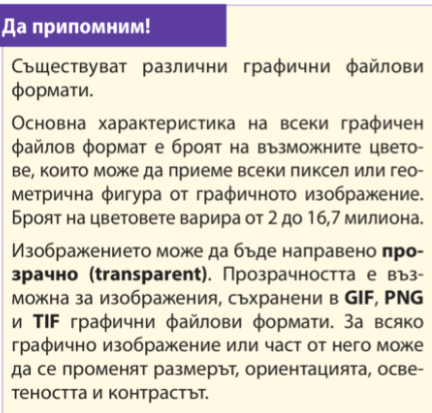 Да припомним!
Съществуват различни графични файлови
формати.
Основна характеристика на всеки графичен
файлов формат е броят на възможните цвето-
ве, които може да приеме всеки пиксел или гео-
метрична фигура от графичното изображение.
Броят на цветовете варира от 2 до 16,7 милиона.
Изображението може да бъде направено про-
зрачно (transparent). Прозрачността е въз-
можна за изображения, съхранени в GIF, PNG
и TIF графични файлови формати. За всяко
графично изображение или част от него може
да се променят размерът, ориентацията, осве-
теността и контрастът.